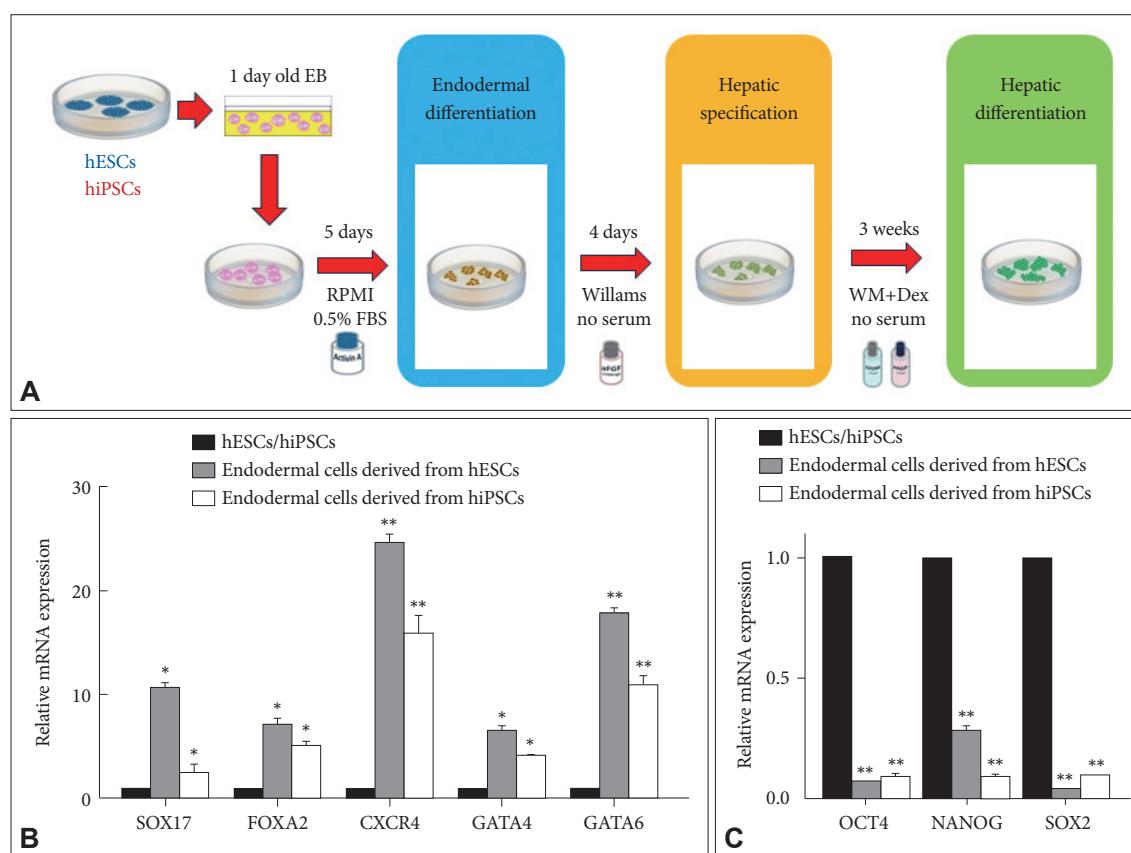 1 day old EB
hESCs
hiPSCs
5 days
RPMI
0.5% FBS
Activin A
Endodermal
differentiation
4 days
Willams
no serum
aFGF
Hepatic
specification
3 weeks
WM+Dex
no serum
Hepatic
differentiation
A
hESCs/hiPSCs
Endodermal cells derived from hESCs
Endodermal cells derived from hiPSCs
Relative mRNA expression
30
20
10
0
*
*
*
*
**
**
*
*
**
**
SOX17
FOXA2
CXCR4
GATA4
GATA6
B
hESCs/hiPSCs
Endodermal cells derived from hESCs
Endodermal cells derived from hiPSCs
Relative mRNA expression
1.0
0.5
0.0
**
**
**
**
**
**
OCT4
NANOG
SOX2
C